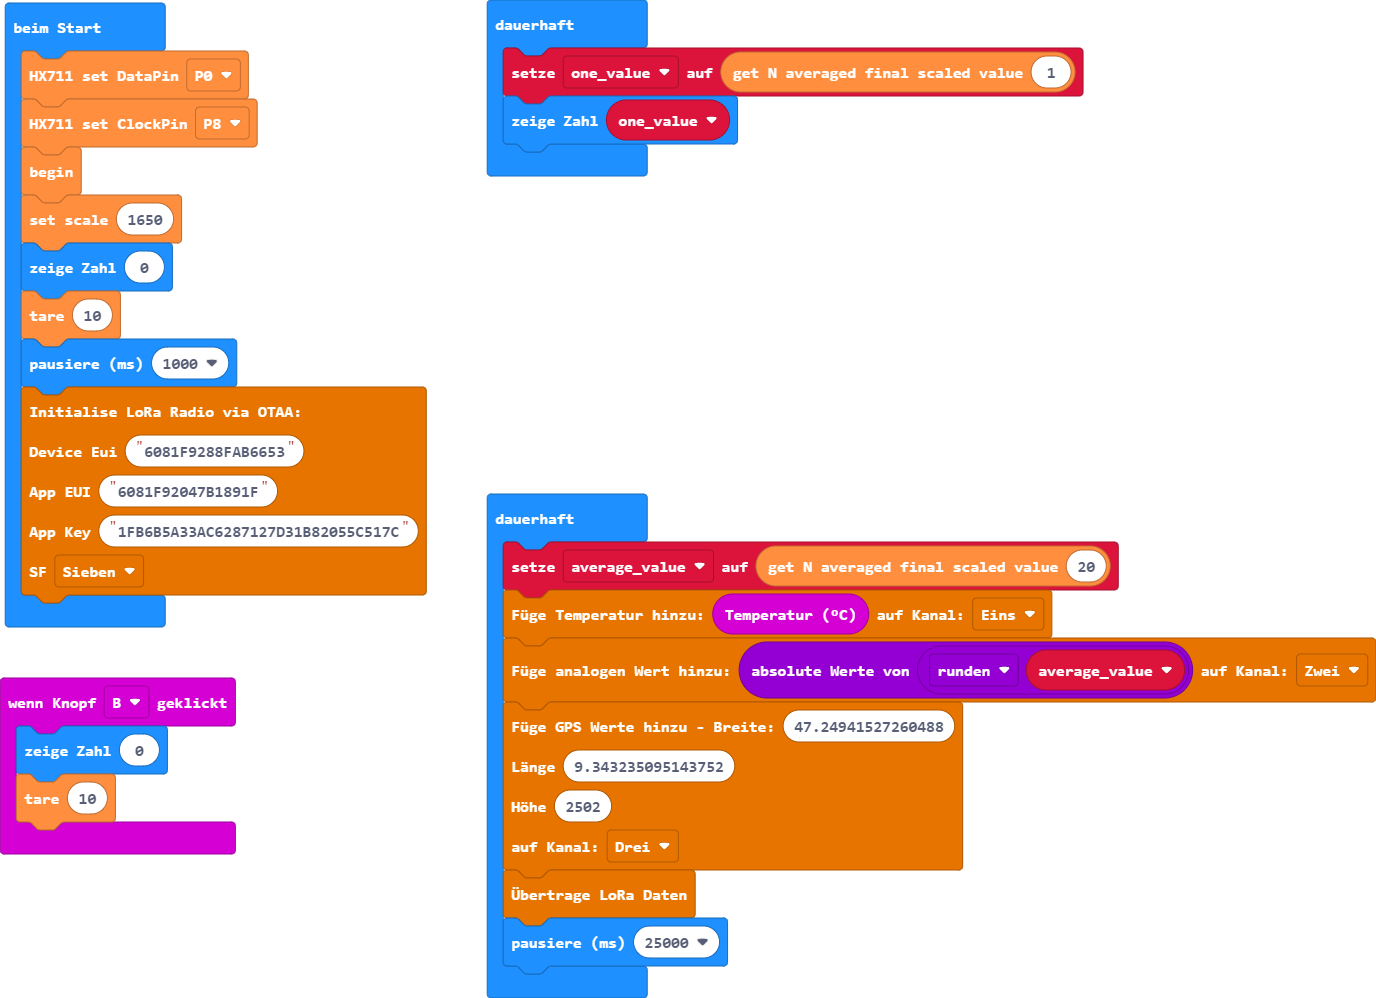 beim Start
HX711 set DataPin P0
HX711 set ClockPin P8
begin
set scale 1650
zeige Zahl 0
tare 10
pausiere (ms) 1000
Initialise LoRa Radio via OTAA:
Device Eui "6081F9288FAB6653"
App EUI "6081F92047B1891F"
App Key "1FB6B5A33AC6287127D31B82055C517C"
SF Sieben
wenn Knopf B geklickt
zeige Zahl 0
tare 10
dauerhaft
setze one_value auf get N averaged final scaled value 1
zeige Zahl one_value
dauerhaft
setze average_value auf get N averaged final scaled value 20
Füge Temperatur hinzu: Temperatur (°C) auf Kanal: Eins
Füge analogen Wert hinzu: absolute Werte von runden average_value auf Kanal: Zwei
Füge GPS Werte hinzu - Breite: 47.24941527260488
Länge 9.343235095143752
Höhe 2502
auf Kanal: Drei
Übertrage LoRa Daten
pausiere (ms) 25000